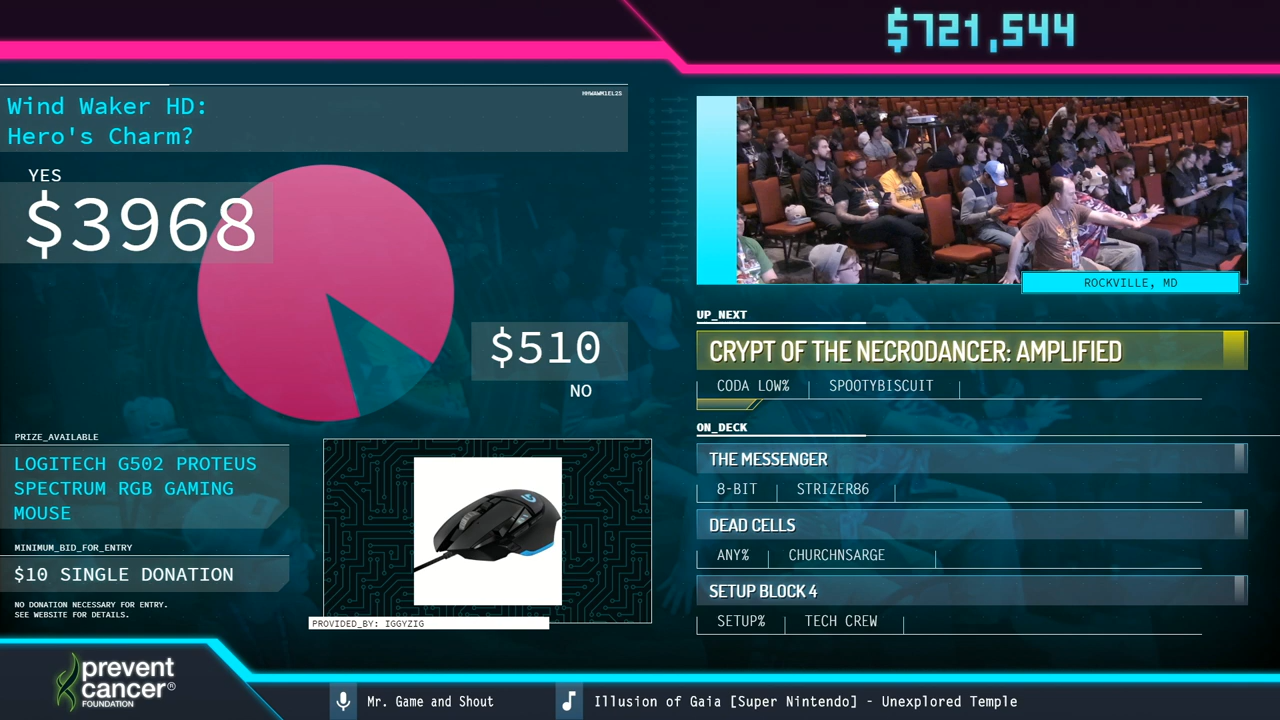 $721,544
Wind Waker HD:
Hero's Charm?
HHWAWM1EL2S
YES
$3968
$510
NO
PRIZE_AVAILABLE
LOGITECH G502 PROTEUS
SPECTRUM RGB GAMING
MOUSE
MINIMUM_BID_FOR_ENTRY
$10 SINGLE DONATION
NO DONATION NECESSARY FOR ENTRY.
SEE WEBSITE FOR DETAILS.
PROVIDED_BY: IGGYZIG
ROCKVILLE, MD
UP_NEXT
CRYPT OF THE NECRODANCER: AMPLIFIED
CODA LOW% SPOOTYBISCUIT
ON_DECK
THE MESSENGER
8-BIT STRIZER86
DEAD CELLS
ANY% CHURCHNSARGE
SETUP BLOCK 4
SETUP% TECH CREW
prevent
cancer®
FOUNDATION
Mr. Game and Shout
Illusion of Gaia [Super Nintendo] - Unexplored Temple